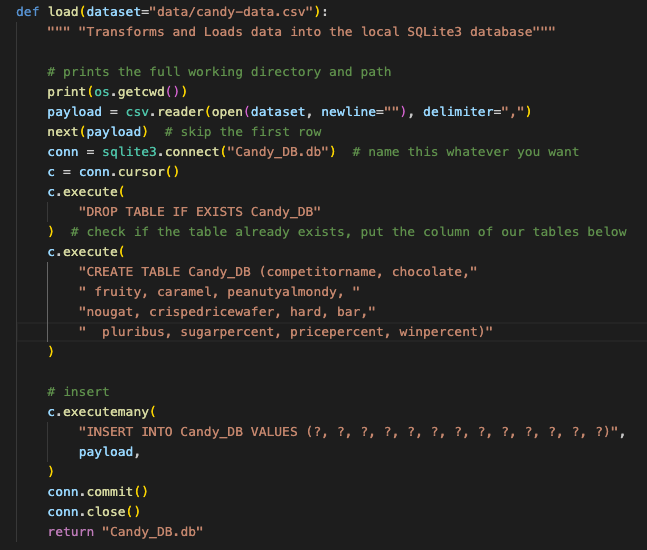 def load(dataset="data/candy-data.csv"):
    """ "Transforms and Loads data into the local SQLite3 database"""
    # prints the full working directory and path
    print(os.getcwd())
    payload = csv.reader(open(dataset, newline=""), delimiter=",")
    next(payload)  # skip the first row
    conn = sqlite3.connect("Candy_DB.db")  # name this whatever you want
    c = conn.cursor()
    c.execute(
        "DROP TABLE IF EXISTS Candy_DB"
    )  # check if the table already exists, put the column of our tables below
    c.execute(
        "CREATE TABLE Candy_DB (competitorname, chocolate,"
        " fruity, caramel, peanutyalmondy, "
        "nougat, crispedricewafer, hard, bar,"
        "  pluribus, sugarpercent, pricepercent, winpercent)"
    )
    # insert
    c.executemany(
        "INSERT INTO Candy_DB VALUES (?, ?, ?, ?, ?, ?, ?, ?, ?, ?, ?, ?, ?)",
        payload,
    )
    conn.commit()
    conn.close()
    return "Candy_DB.db"